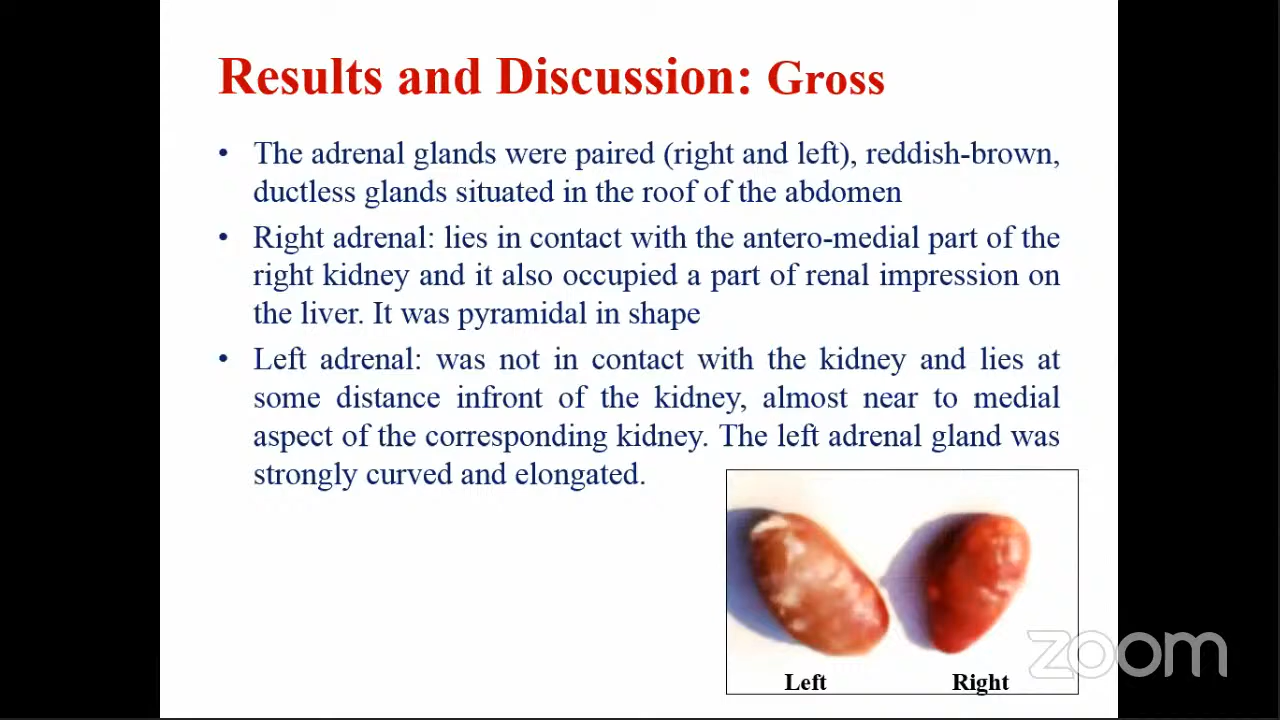 Results and Discussion: Gross
• The adrenal glands were paired (right and left), reddish-brown,
ductless glands situated in the roof of the abdomen
• Right adrenal: lies in contact with the antero-medial part of the
right kidney and it also occupied a part of renal impression on
the liver. It was pyramidal in shape
• Left adrenal: was not in contact with the kidney and lies at
some distance infront of the kidney, almost near to medial
aspect of the corresponding kidney. The left adrenal gland was
strongly curved and elongated.
Left Right
zoom